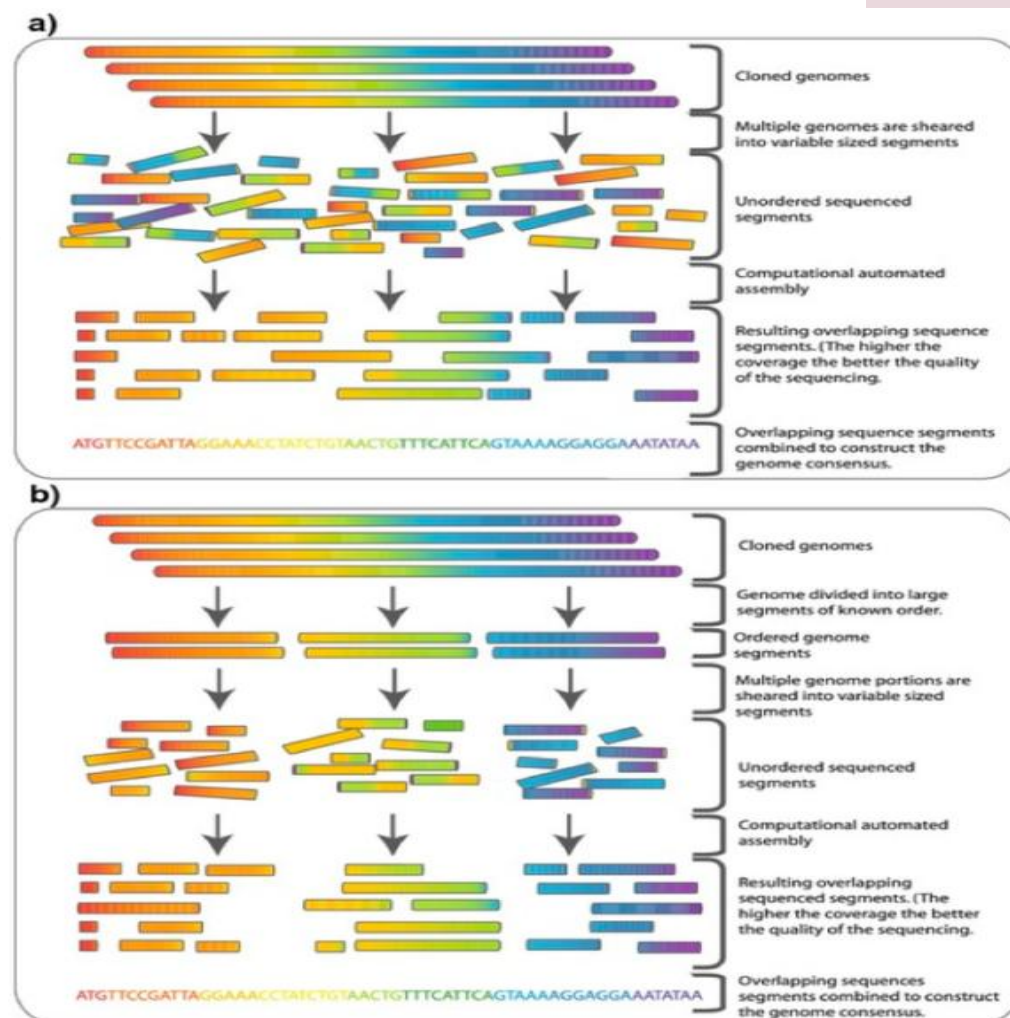 a)
Cloned genomes
Multiple genomes are sheared
into variable sized segments
Unordered sequenced
segments
Computational automated
assembly
Resulting overlapping sequence
segments. (The higher the
coverage the better the quality
of the sequencing.
ATGTTCCGATTAGGAAACCTATCTGTAACTGTTTCATTCAGTAAAAGGAGGAAATATAA
Overlapping sequence segments
combined to construct the
genome consensus.
b)
Cloned genomes
Genome divided into large
segments of known order.
Ordered genome
segments
Multiple genome portions are
sheared into variable sized
segments
Unordered sequenced
segments
Computational automated
assembly
Resulting overlapping
sequenced segments. (The
higher the coverage the better
the quality of the sequencing.
ATGTTCCGATTAGGAAACCTATCTGTAACTGTTTCATTCAGTAAAAGGAGGAAATATAA
Overlapping sequences
segments combined to construct
the genome consensus.